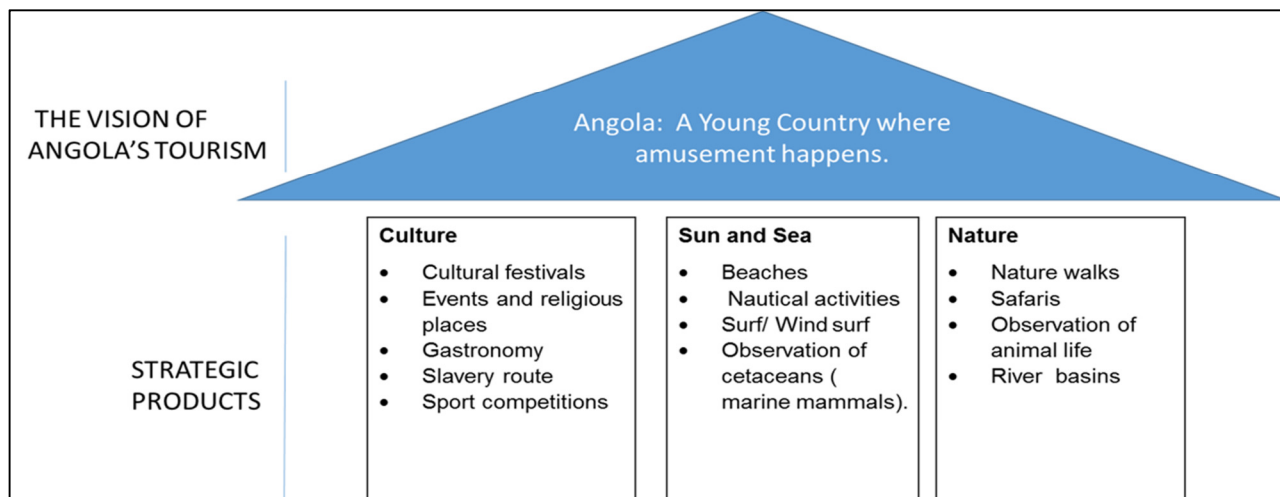 THE VISION OF
ANGOLA'S TOURISM
Angola: A Young Country where
amusement happens.
STRATEGIC
PRODUCTS
Culture
• Cultural festivals
• Events and religious
places
• Gastronomy
• Slavery route
• Sport competitions
Sun and Sea
• Beaches
• Nautical activities
• Surf/ Wind surf
• Observation of
cetaceans (
marine mammals).
Nature
• Nature walks
• Safaris
• Observation of
animal life
• River basins